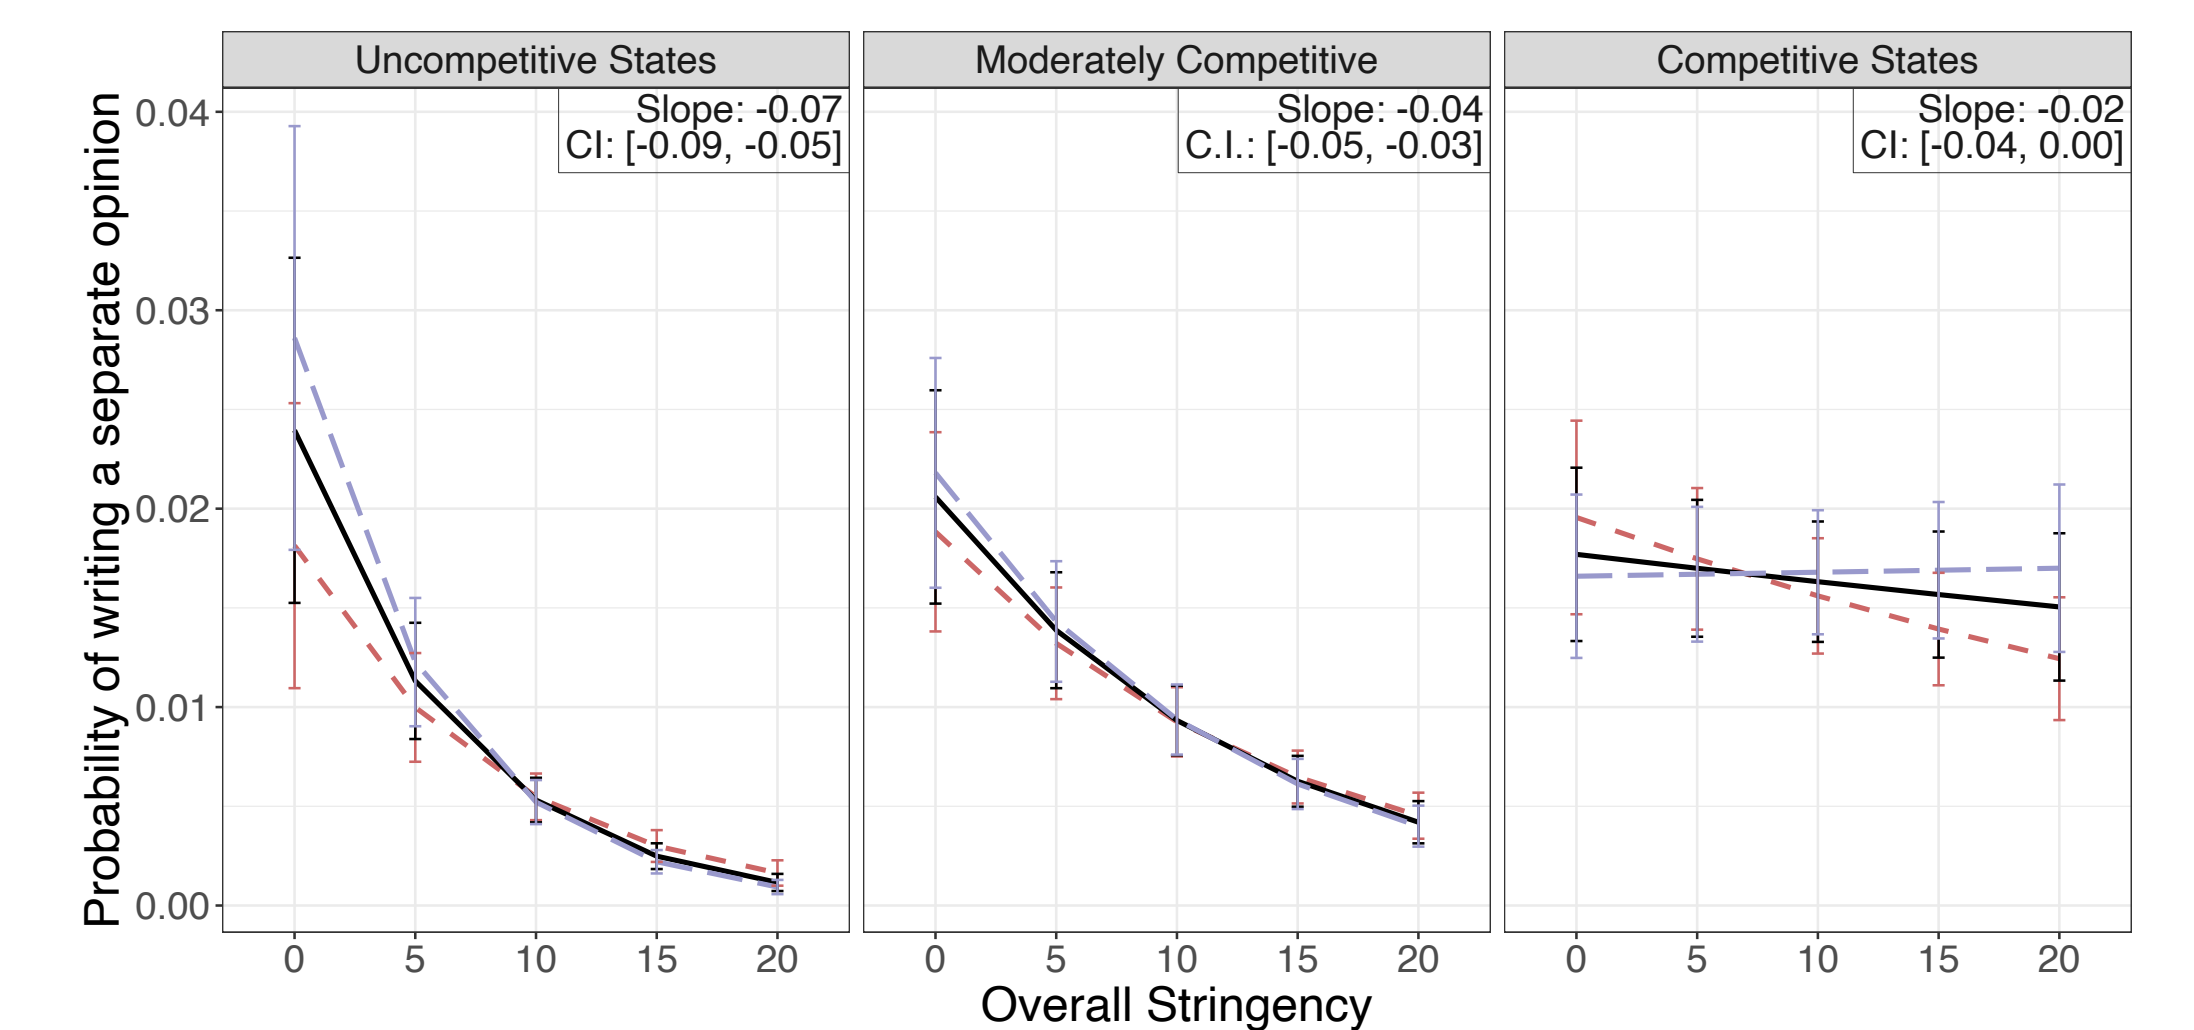 Uncompetitive States
Moderately Competitive
Competitive States
Slope: -0.07
CI: [-0.09, -0.05]
Slope: -0.04
C.I.: [-0.05, -0.03]
Slope: -0.02
CI: [-0.04, 0.00]
Probability of writing a separate opinion
0.04
0.03
0.02
0.01
0.00
0 5 10 15 20
0 5 10 15 20
0 5 10 15 20
Overall Stringency